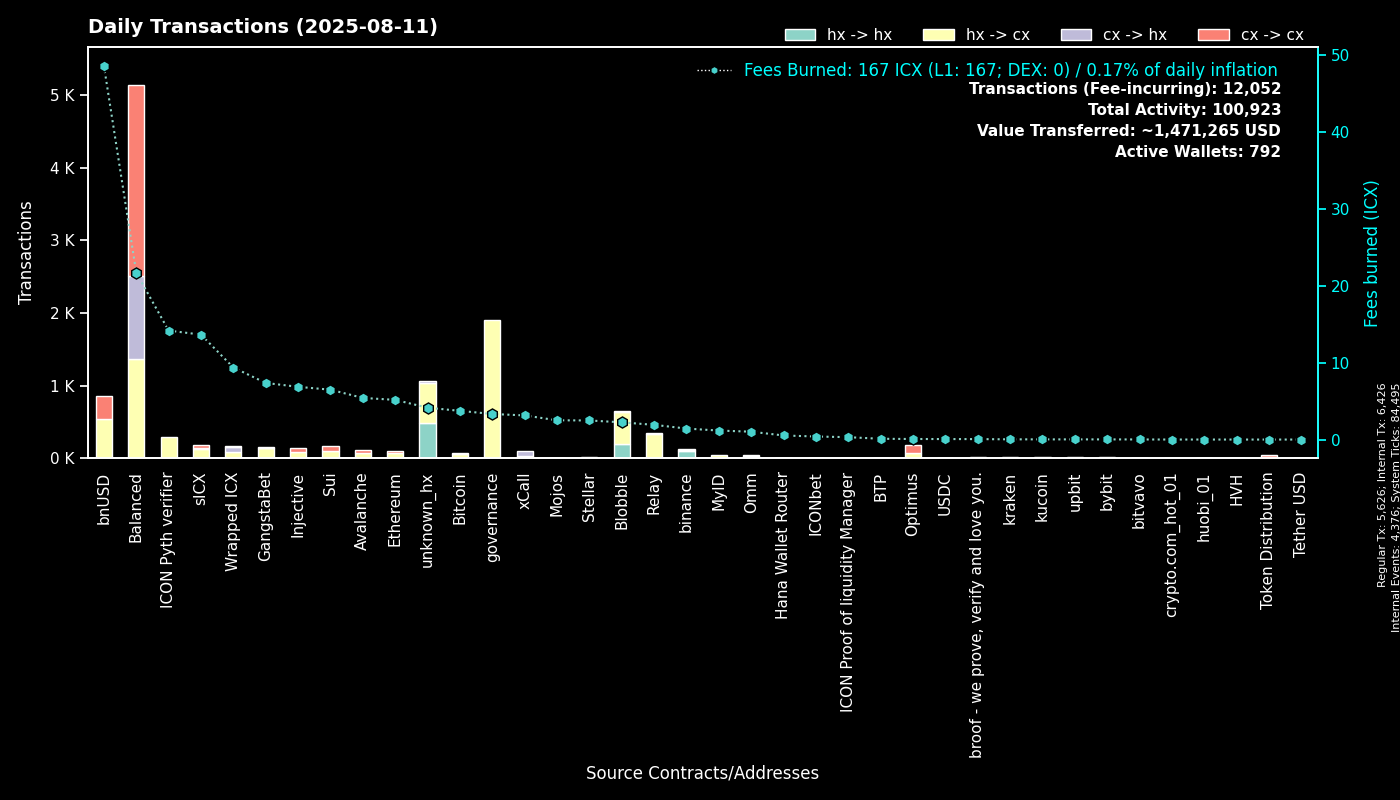 Daily Transactions (2025-08-11)
hx -> hx
hx -> cx
cx -> hx
cx -> cx
Fees Burned: 167 ICX (L1: 167; DEX: 0) / 0.17% of daily inflation
Transactions (Fee-incurring): 12,052
Total Activity: 100,923
Value Transferred: ~1,471,265 USD
Active Wallets: 792
Transactions
5 K
4 K
3 K
2 K
1 K
0 K
50
40
30
20
10
0
Fees burned (ICX)
Regular Tx: 5,626; Internal Tx: 6,426
Internal Events: 4,376; System Ticks: 84,495
bnUSD
Balanced
ICON Pyth verifier
sICX
Wrapped ICX
GangstaBet
Injective
Sui
Avalanche
Ethereum
unknown_hx
Bitcoin
governance
xCall
Mojos
Stellar
Blobble
Relay
binance
MyID
Omm
Hana Wallet Router
ICONbet
ICON Proof of liquidity Manager
BTP
Optimus
USDC
broof - we prove, verify and love you.
kraken
kucoin
upbit
bybit
bitvavo
crypto.com_hot_01
huobi_01
HVH
Token Distribution
Tether USD
Source Contracts/Addresses